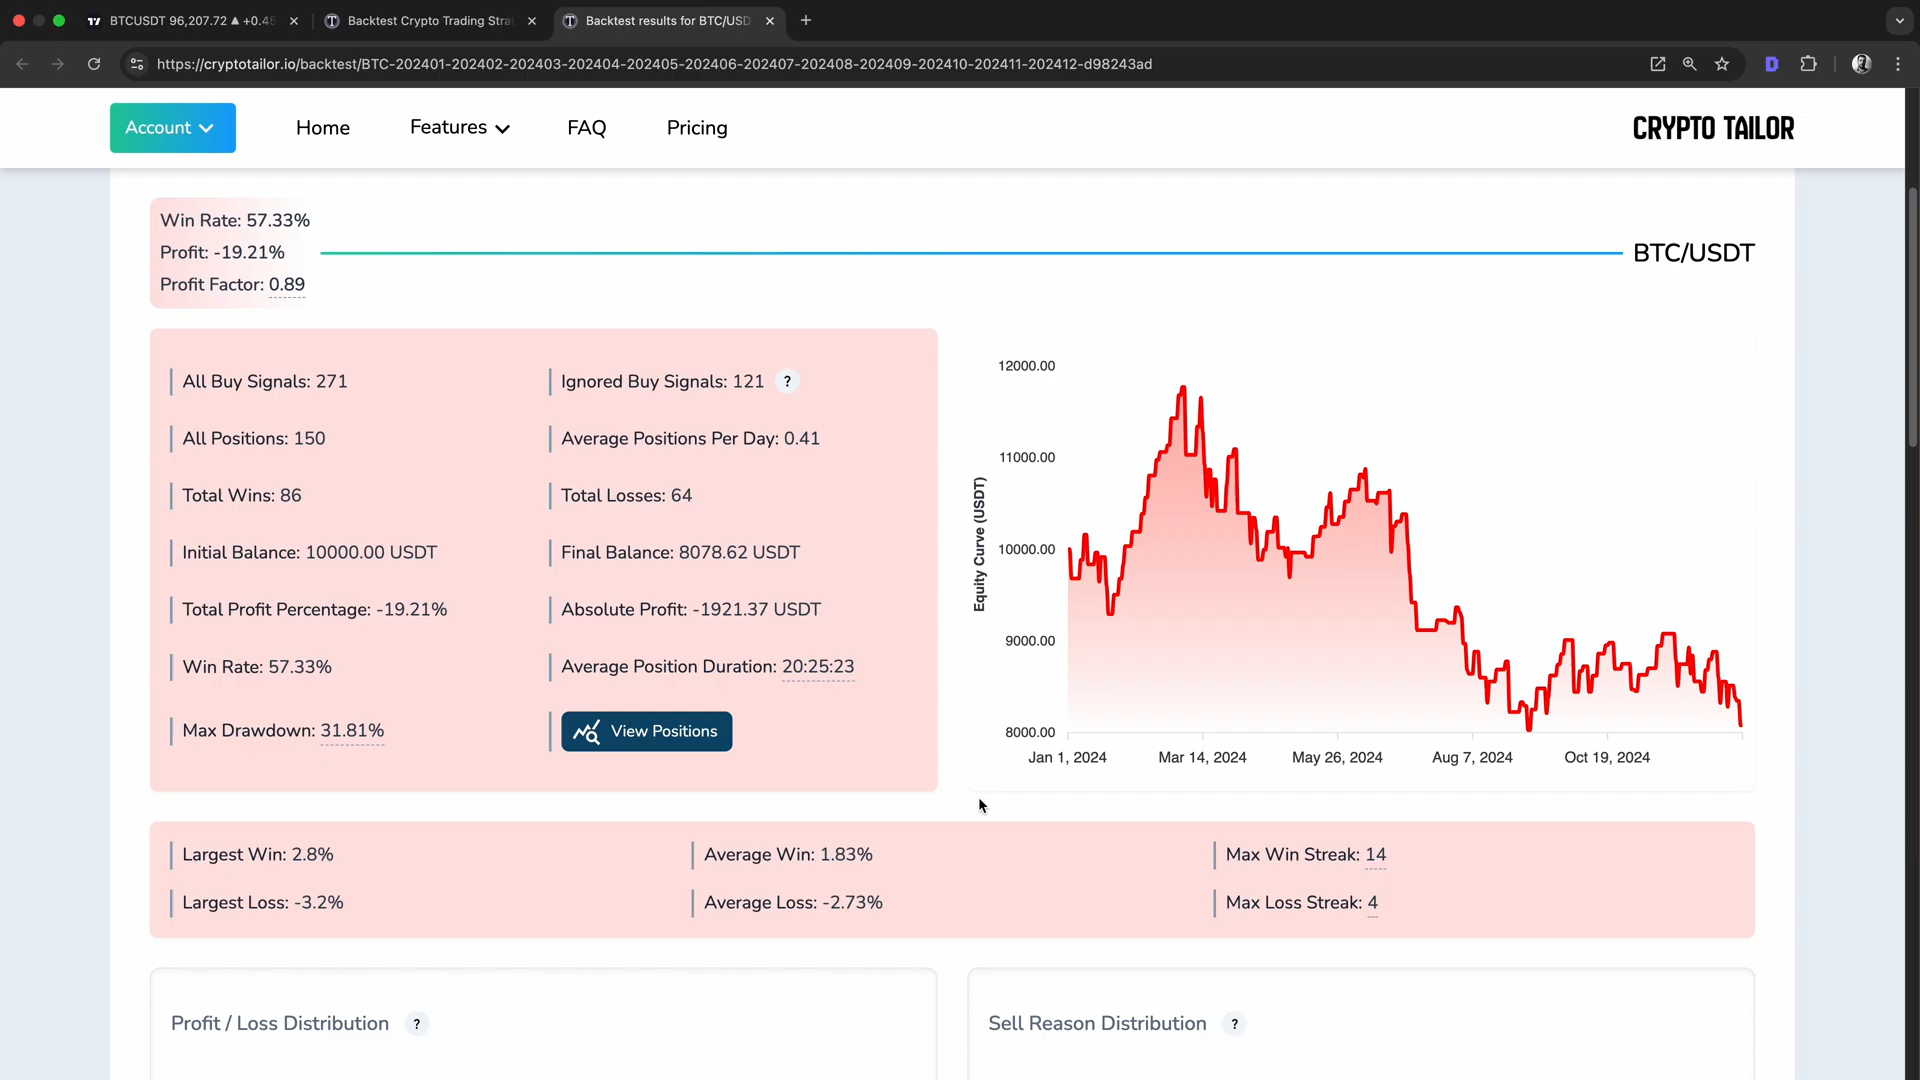 BTCUSDT 96,207.72 ▲ +0.4
Backtest Crypto Trading Stra
Backtest results for BTC/USD
https://cryptotailor.io/backtest/BTC-202401-202402-202403-202404-202405-202406-202407-202408-202409-202410-202411-202412-d98243ad
Account
Home
Features
FAQ
Pricing
CRYPTO TAILOR
Win Rate: 57.33%
Profit: -19.21%
Profit Factor: 0.89
BTC/USDT
All Buy Signals: 271
Ignored Buy Signals: 121 ?
All Positions: 150
Average Positions Per Day: 0.41
Total Wins: 86
Total Losses: 64
Initial Balance: 10000.00 USDT
Final Balance: 8078.62 USDT
Total Profit Percentage: -19.21%
Absolute Profit: -1921.37 USDT
Win Rate: 57.33%
Average Position Duration: 20:25:23
Max Drawdown: 31.81%
View Positions
Equity Curve (USDT)
12000.00
11000.00
10000.00
9000.00
8000.00
Jan 1, 2024
Mar 14, 2024
May 26, 2024
Aug 7, 2024
Oct 19, 2024
Largest Win: 2.8%
Average Win: 1.83%
Max Win Streak: 14
Largest Loss: -3.2%
Average Loss: -2.73%
Max Loss Streak: 4
Profit / Loss Distribution ?
Sell Reason Distribution ?